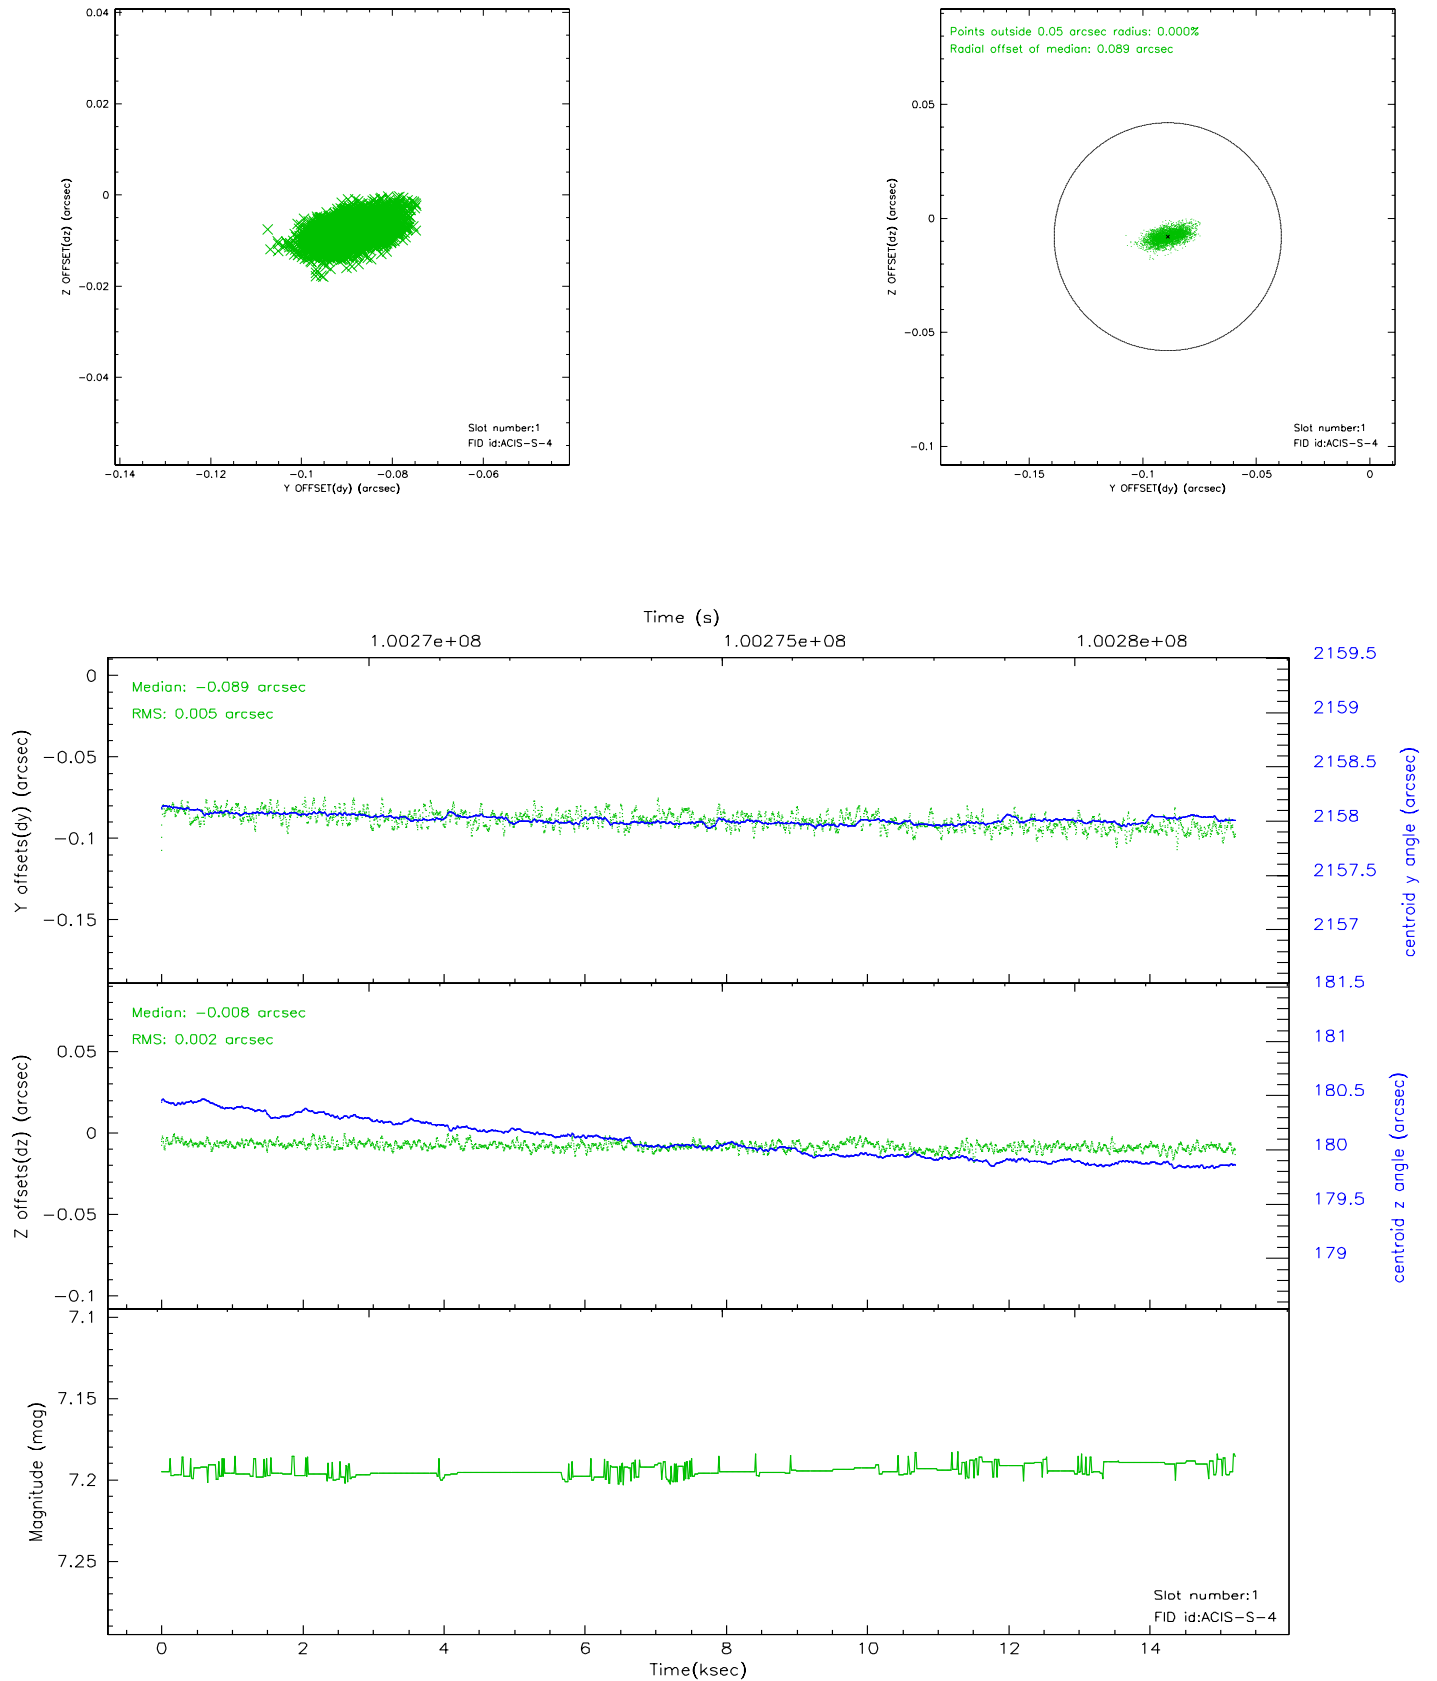 0.04
0.02
0
−0.02
−0.04
Z OFFSET(dz) (arcsec)
Slot number:1
FID id:ACIS−S−4
−0.14 −0.12 −0.1 −0.08 −0.06
Y OFFSET(dy) (arcsec)
Points outside 0.05 arcsec radius: 0.000%
Radial offset of median: 0.089 arcsec
0.05
0
−0.05
−0.1
Z OFFSET(dz) (arcsec)
Slot number:1
FID id:ACIS−S−4
−0.15 −0.1 −0.05 0
Y OFFSET(dy) (arcsec)
Time (s)
1.0027e+08 1.00275e+08 1.0028e+08
Median: −0.089 arcsec
RMS: 0.005 arcsec
0
−0.05
−0.1
−0.15
Y offsets(dy) (arcsec)
2159.5
2159
2158.5
2158
2157.5
2157
centroid y angle (arcsec)
Median: −0.008 arcsec
RMS: 0.002 arcsec
0.05
0
−0.05
−0.1
Z offsets(dz) (arcsec)
181.5
181
180.5
180
179.5
179
centroid z angle (arcsec)
7.1
7.15
7.2
7.25
Magnitude (mag)
Slot number:1
FID id:ACIS−S−4
0 2 4 6 8 10 12 14
Time(ksec)